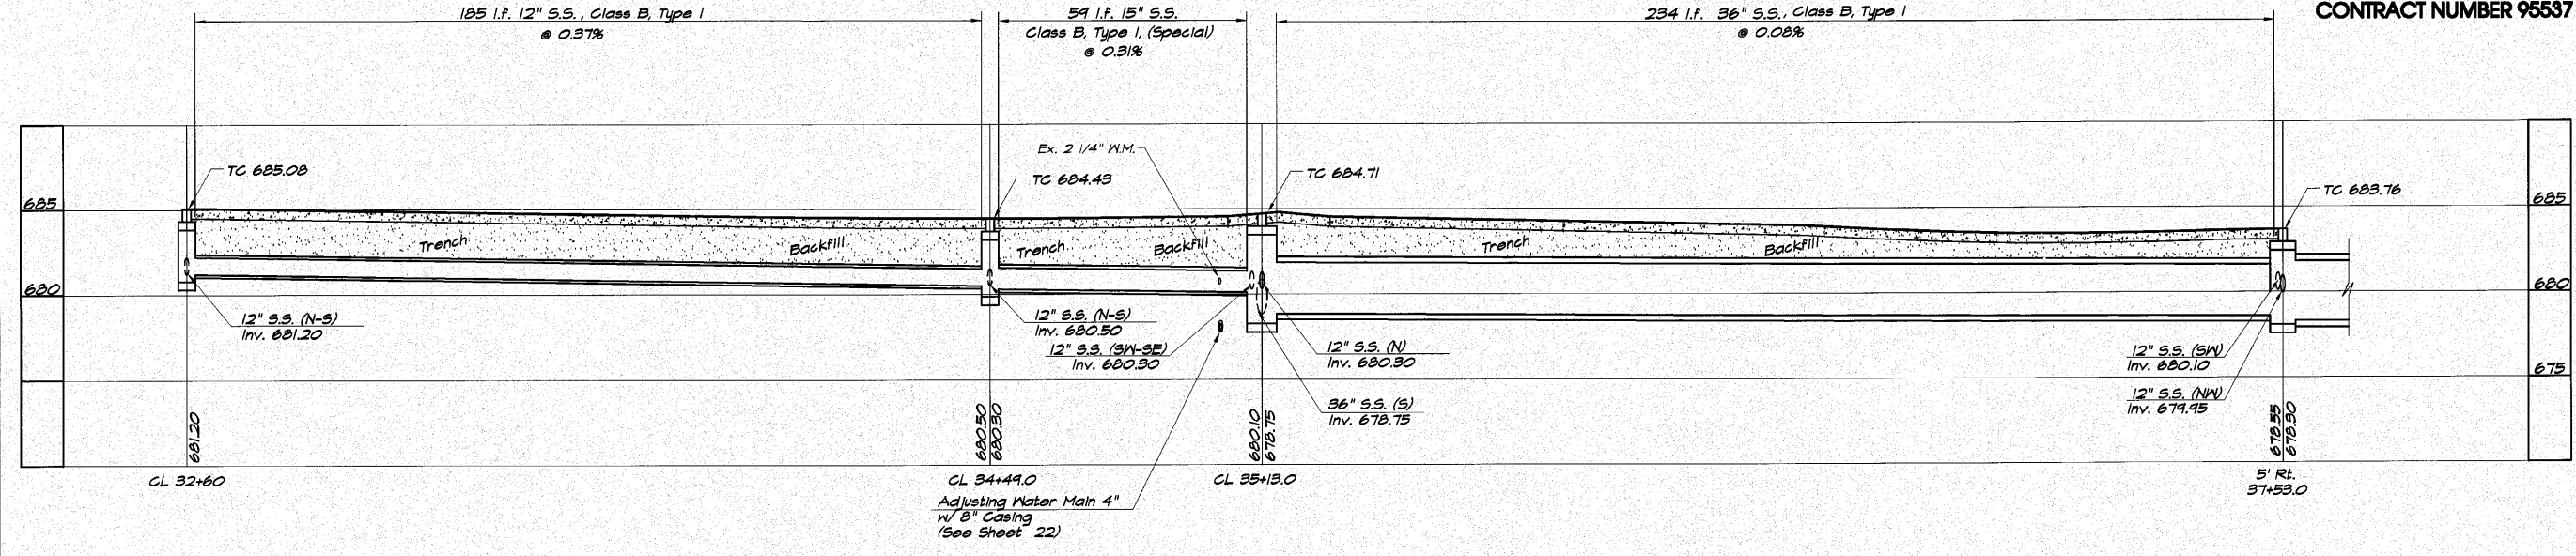 CONTRACT NUMBER 95537
185 l.f. 12" S.S., Class B, Type 1
@ 0.37%
59 l.f. 15" S.S.
Class B, Type 1, (Special)
@ 0.31%
234 l.f. 36" S.S., Class B, Type 1
@ 0.08%
TC 685.08
Ex. 2 1/4" W.M.
TC 684.43
TC 684.71
TC 683.76
685
685
Trench
Backfill
Trench
Backfill
Trench
Backfill
680
680
12" S.S. (N-S)
Inv. 681.20
12" S.S. (N-S)
Inv. 680.50
12" S.S. (SW-SE)
Inv. 680.30
12" S.S. (N)
Inv. 680.30
12" S.S. (SW)
Inv. 680.10
675
36" S.S. (S)
Inv. 678.75
12" S.S. (NW)
Inv. 679.95
681.20
680.50
680.30
680.10
678.75
678.55
678.30
CL 32+60
CL 34+49.0
CL 35+13.0
5' Rt.
37+53.0
Adjusting Water Main 4"
w/ 8" Casing
(See Sheet 22)